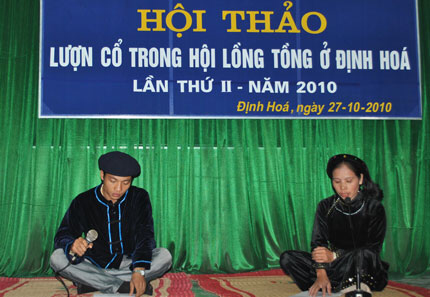 HỘI THẢO
LƯỢN CỔ TRONG HỘI LỒNG TỒNG Ở ĐỊNH HOÁ
LẦN THỨ II - NĂM 2010
Định Hoá, ngày 27-10-2010